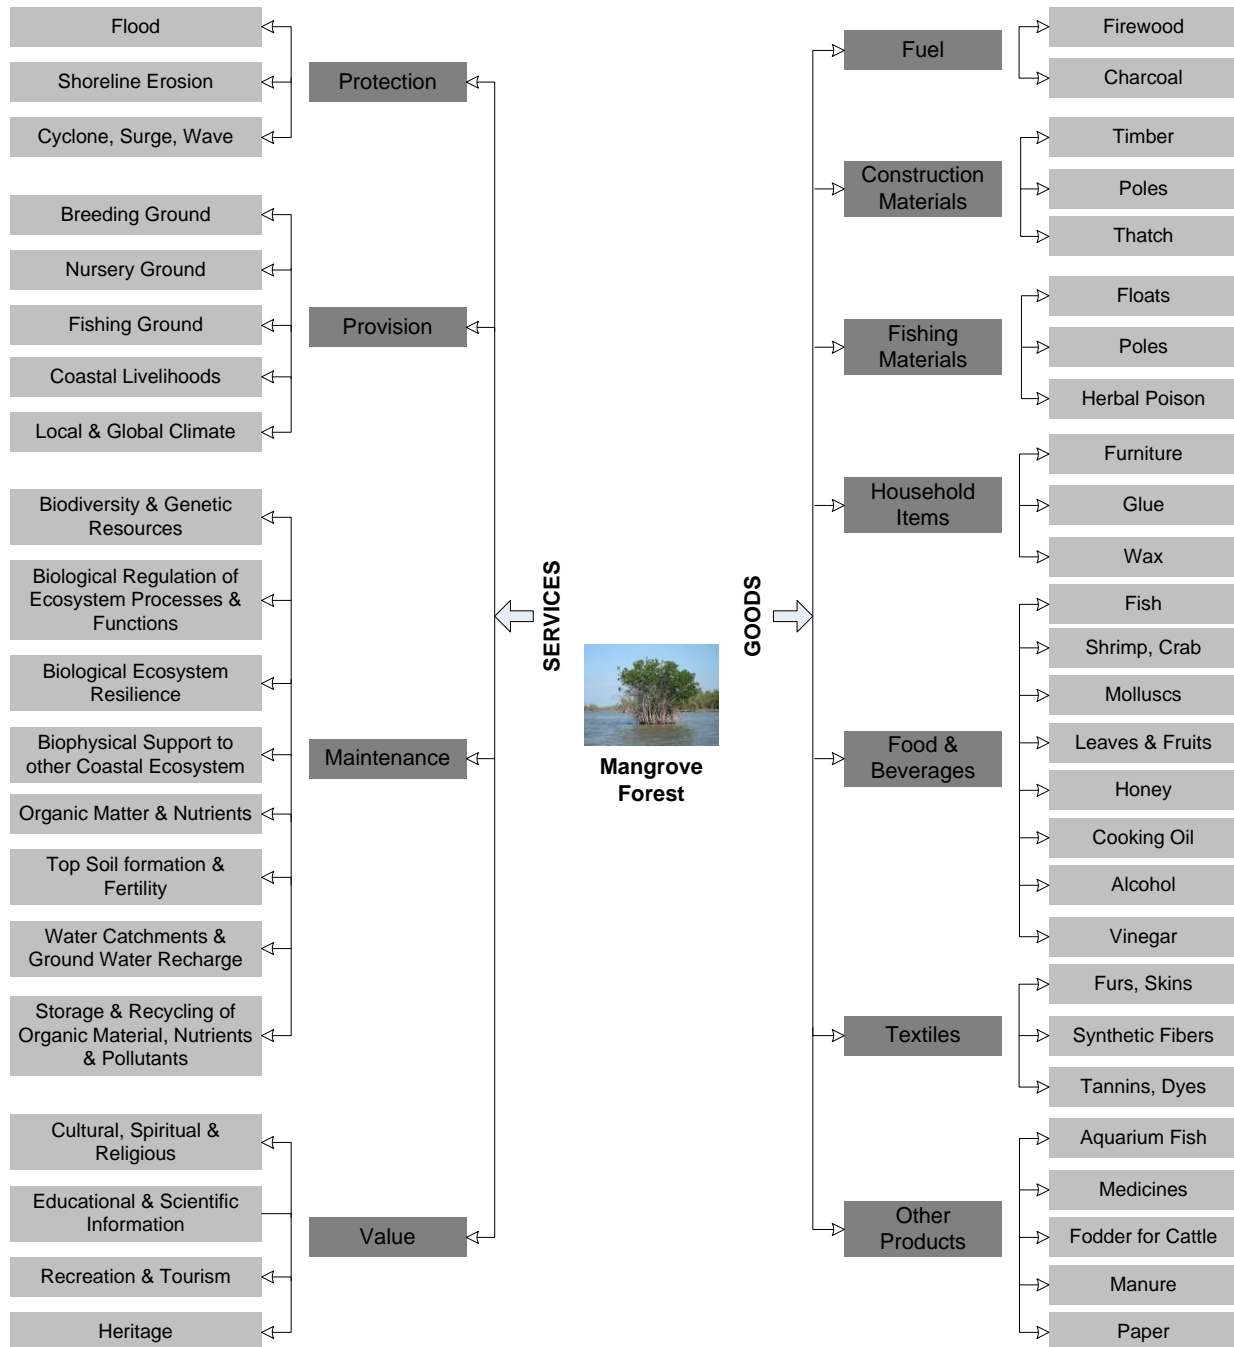 Flood
Shoreline Erosion
Cyclone, Surge, Wave
Protection
Breeding Ground
Nursery Ground
Fishing Ground
Coastal Livelihoods
Local & Global Climate
Provision
Biodiversity & Genetic
Resources
Biological Regulation of
Ecosystem Processes &
Functions
Biological Ecosystem
Resilience
Biophysical Support to
other Coastal Ecosystem
Organic Matter & Nutrients
Top Soil formation &
Fertility
Water Catchments &
Ground Water Recharge
Storage & Recycling of
Organic Material, Nutrients
& Pollutants
Maintenance
Cultural, Spiritual &
Religious
Educational & Scientific
Information
Recreation & Tourism
Heritage
Value
SERVICES
Mangrove
Forest
GOODS
Fuel
Firewood
Charcoal
Construction
Materials
Timber
Poles
Thatch
Fishing
Materials
Floats
Poles
Herbal Poison
Household
Items
Furniture
Glue
Wax
Food &
Beverages
Fish
Shrimp, Crab
Molluscs
Leaves & Fruits
Honey
Cooking Oil
Alcohol
Vinegar
Textiles
Furs, Skins
Synthetic Fibers
Tannins, Dyes
Other
Products
Aquarium Fish
Medicines
Fodder for Cattle
Manure
Paper